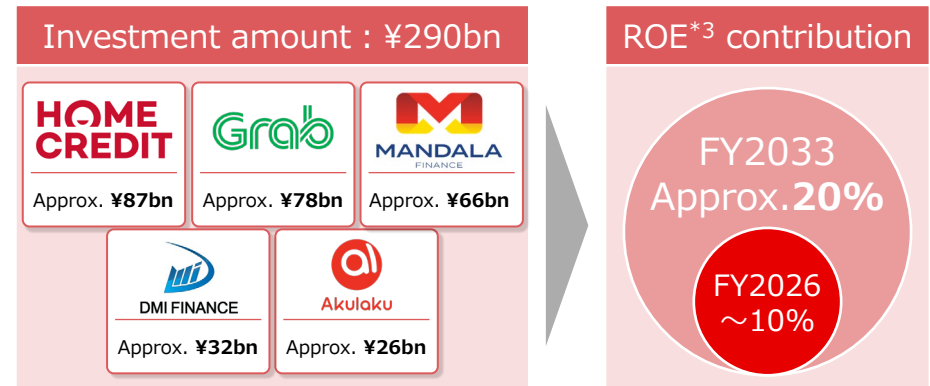 Investment amount : ¥290bn
ROE*3 contribution
HOME
CREDIT
Grab
MANDALA
FINANCE
Approx. ¥87bn
Approx. ¥78bn
Approx. ¥66bn
DMI FINANCE
Akulaku
Approx. ¥32bn
Approx. ¥26bn
FY2033
Approx.20%
FY2026
～10%